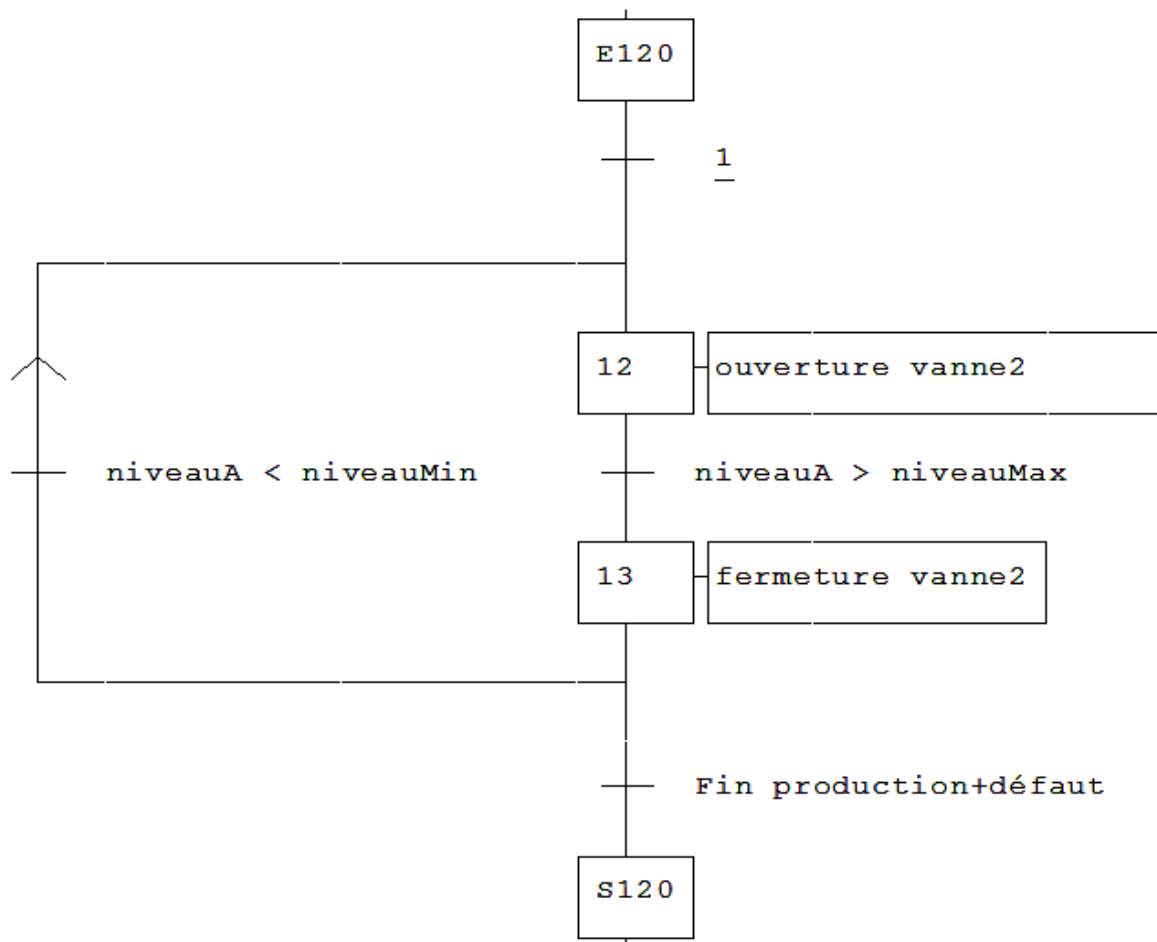 E120
1
12
ouverture vanne2
niveauA < niveauMin
niveauA > niveauMax
13
fermeture vanne2
Fin production+défaut
S120